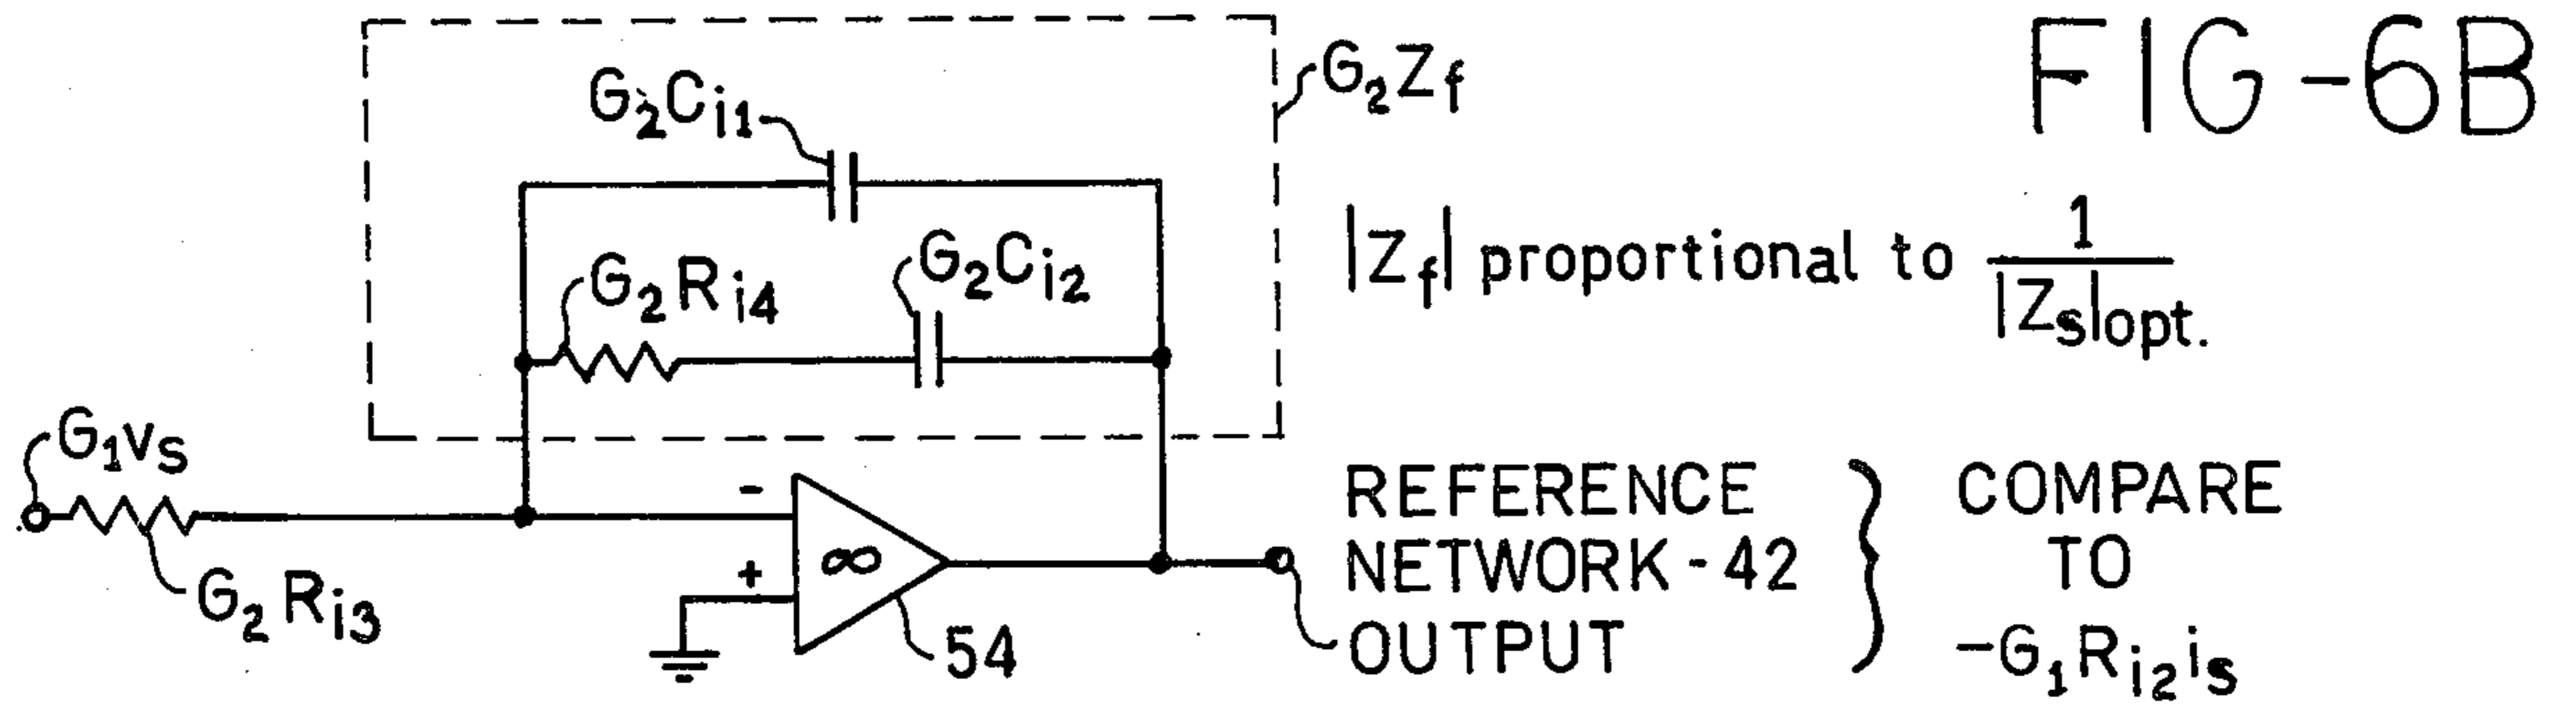 FIG-6B
G₂Zf
G₂Ci1
|Zf| proportional to 1/|Zs|opt.
G₂Ri4
G₂Ci2
G₁vs
G₂Ri3
-
+
∞
54
REFERENCE
NETWORK-42
OUTPUT
COMPARE
TO
-G₁Ri2is